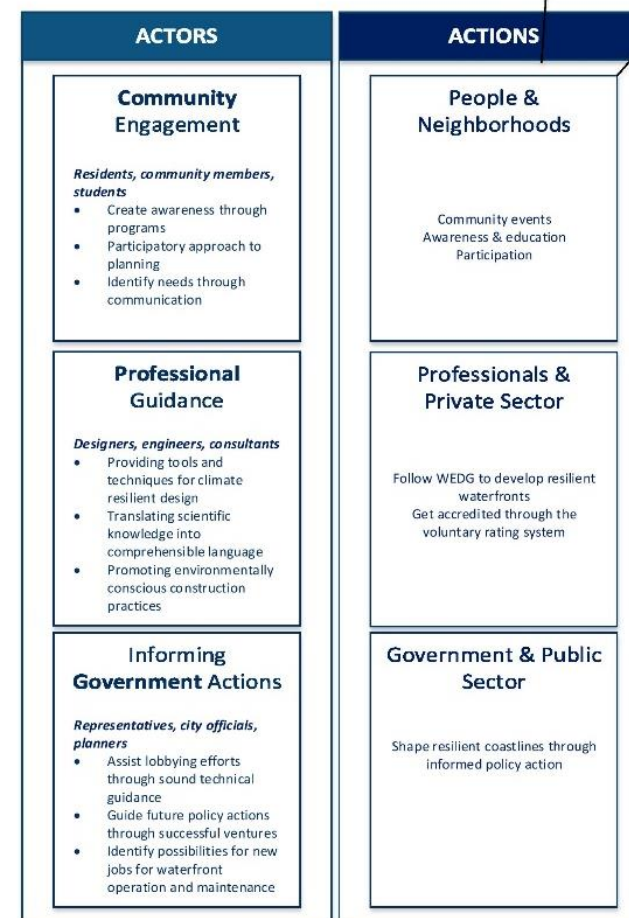 ACTORS
Community
Engagement
Residents, community members,
students
• Create awareness through
programs
• Participatory approach to
planning
• Identify needs through
communication
Professional
Guidance
Designers, engineers, consultants
• Providing tools and
techniques for climate
resilient design
• Translating scientific
knowledge into
comprehensible language
• Promoting environmentally
conscious construction
practices
Informing
Government Actions
Representatives, city officials,
planners
• Assist lobbying efforts
through sound technical
guidance
• Guide future policy actions
through successful ventures
• Identify possibilities for new
jobs for waterfront
operation and maintenance
ACTIONS
People &
Neighborhoods
Community events
Awareness & education
Participation
Professionals &
Private Sector
Follow WEDG to develop resilient
waterfronts
Get accredited through the
voluntary rating system
Government & Public
Sector
Shape resilient coastlines through
informed policy action